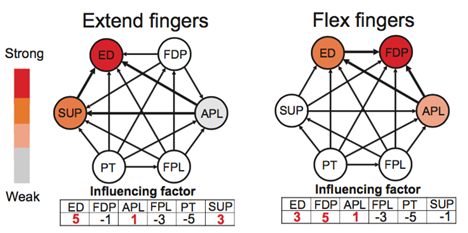 Extend fingers
Flex fingers
Strong
Weak
ED FDP
SUP APL
PT FPL
Influencing factor
ED FDP APL FPL PT SUP
5 -1 1 -3 -5 3
ED FDP
SUP APL
PT FPL
Influencing factor
ED FDP APL FPL PT SUP
3 5 1 -3 -5 -1